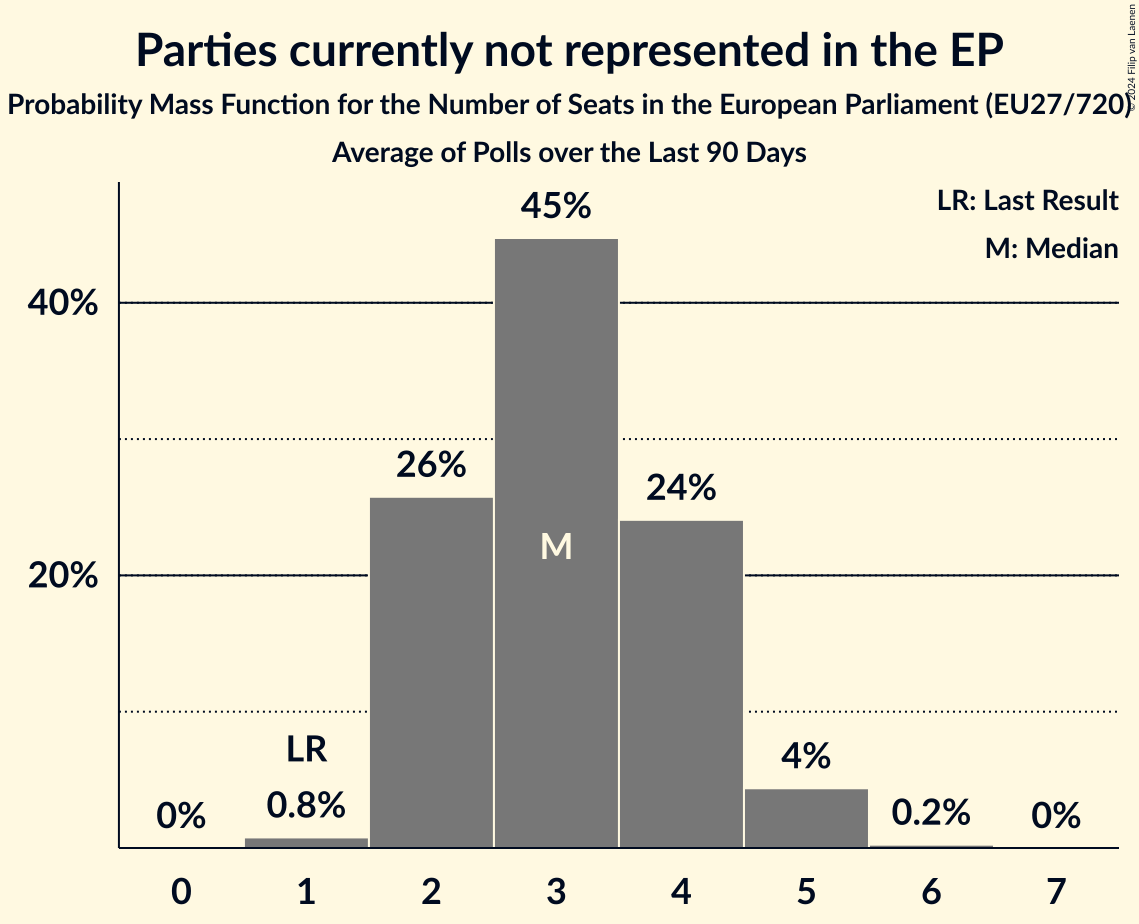 Parties currently not represented in the EP
Probability Mass Function for the Number of Seats in the European Parliament (EU27/720)
Average of Polls over the Last 90 Days
© 2024 Filip van Laenen
LR: Last Result
M: Median
40%
20%
0%
LR
0.8%
26%
45%
M
24%
4%
0.2%
0%
0 1 2 3 4 5 6 7